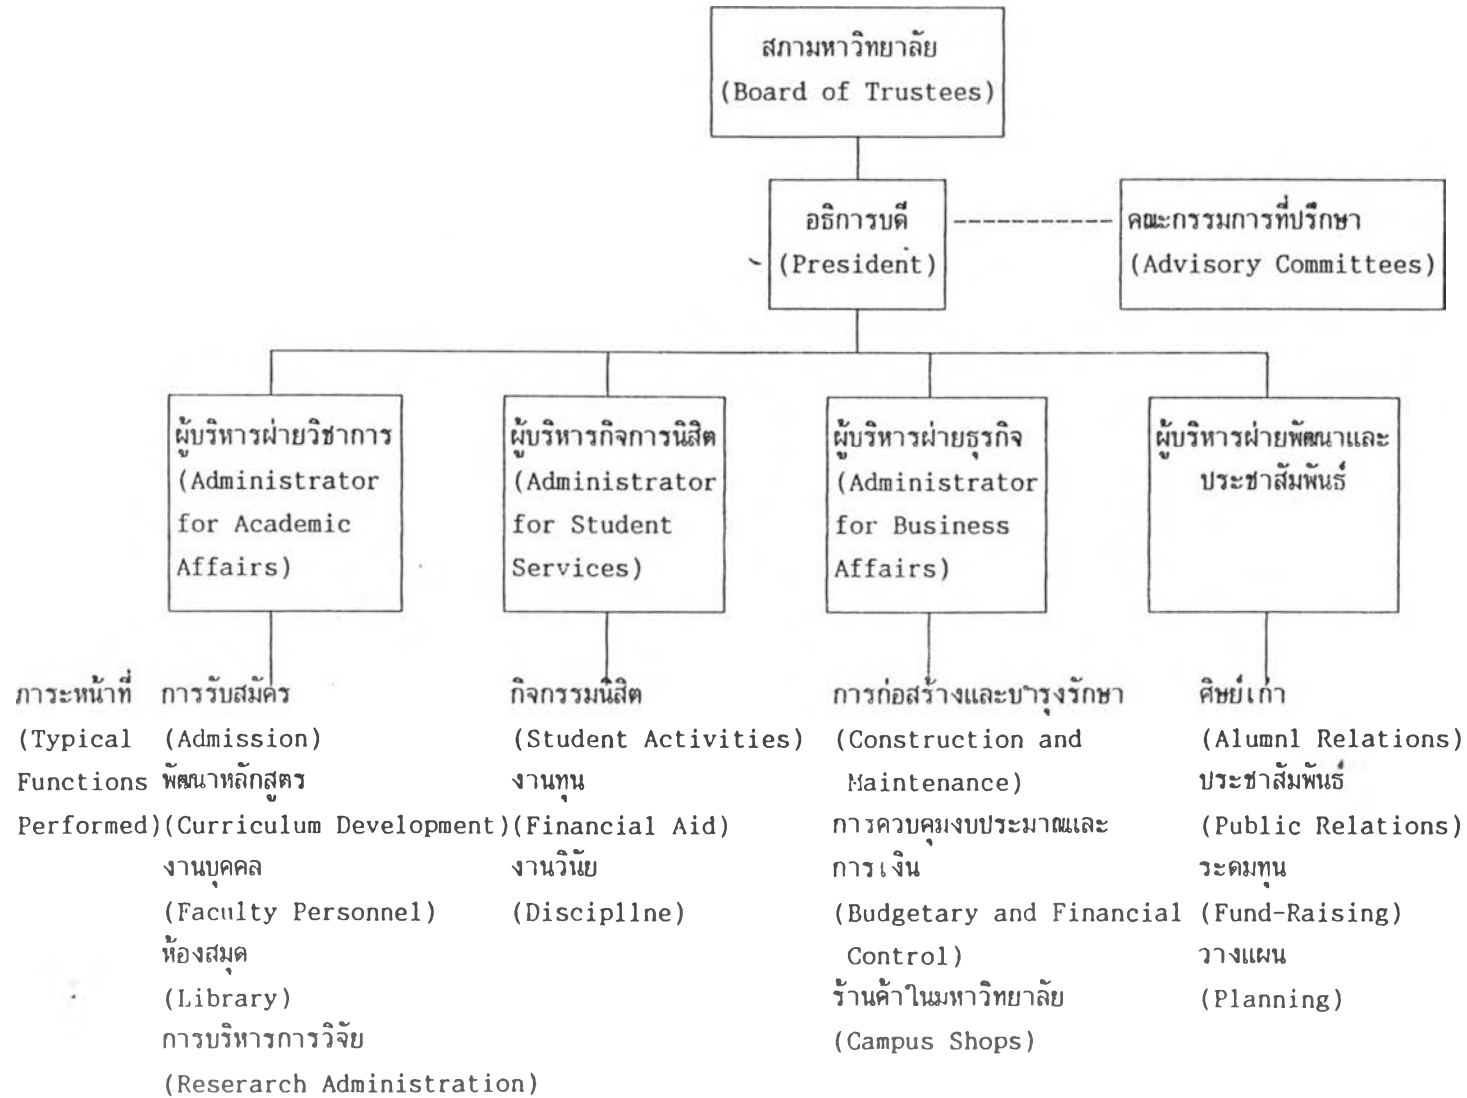 สภามหาวิทยาลัย
(Board of Trustees)
อธิการบดี
(President)
คณะกรรมการที่ปรึกษา
(Advisory Committees)
ผู้บริหารฝ่ายวิชาการ
(Administrator
for Academic
Affairs)
ผู้บริหารกิจการนิสิต
(Administrator
for Student
Services)
ผู้บริหารฝ่ายธุรกิจ
(Administrator
for Business
Affairs)
ผู้บริหารฝ่ายพัฒนาและ
ประชาสัมพันธ์
ภาระหน้าที่
(Typical
Functions
Performed)
การรับสมัคร
(Admission)
พัฒนาหลักสูตร
(Curriculum Development)
งานบุคคล
(Faculty Personnel)
ห้องสมุด
(Library)
การบริหารการวิจัย
(Reserarch Administration)
กิจกรรมนิสิต
(Student Activities)
งานทุน
(Financial Aid)
งานวินัย
(Discipllne)
การก่อสร้างและบำรุงรักษา
(Construction and
Maintenance)
การควบคุมงบประมาณและ
การเงิน
(Budgetary and Financial
Control)
ร้านค้าในมหาวิทยาลัย
(Campus Shops)
ศิษย์เก่า
(Alumnl Relations)
ประชาสัมพันธ์
(Public Relations)
ระดมทุน
(Fund-Raising)
วางแผน
(Planning)